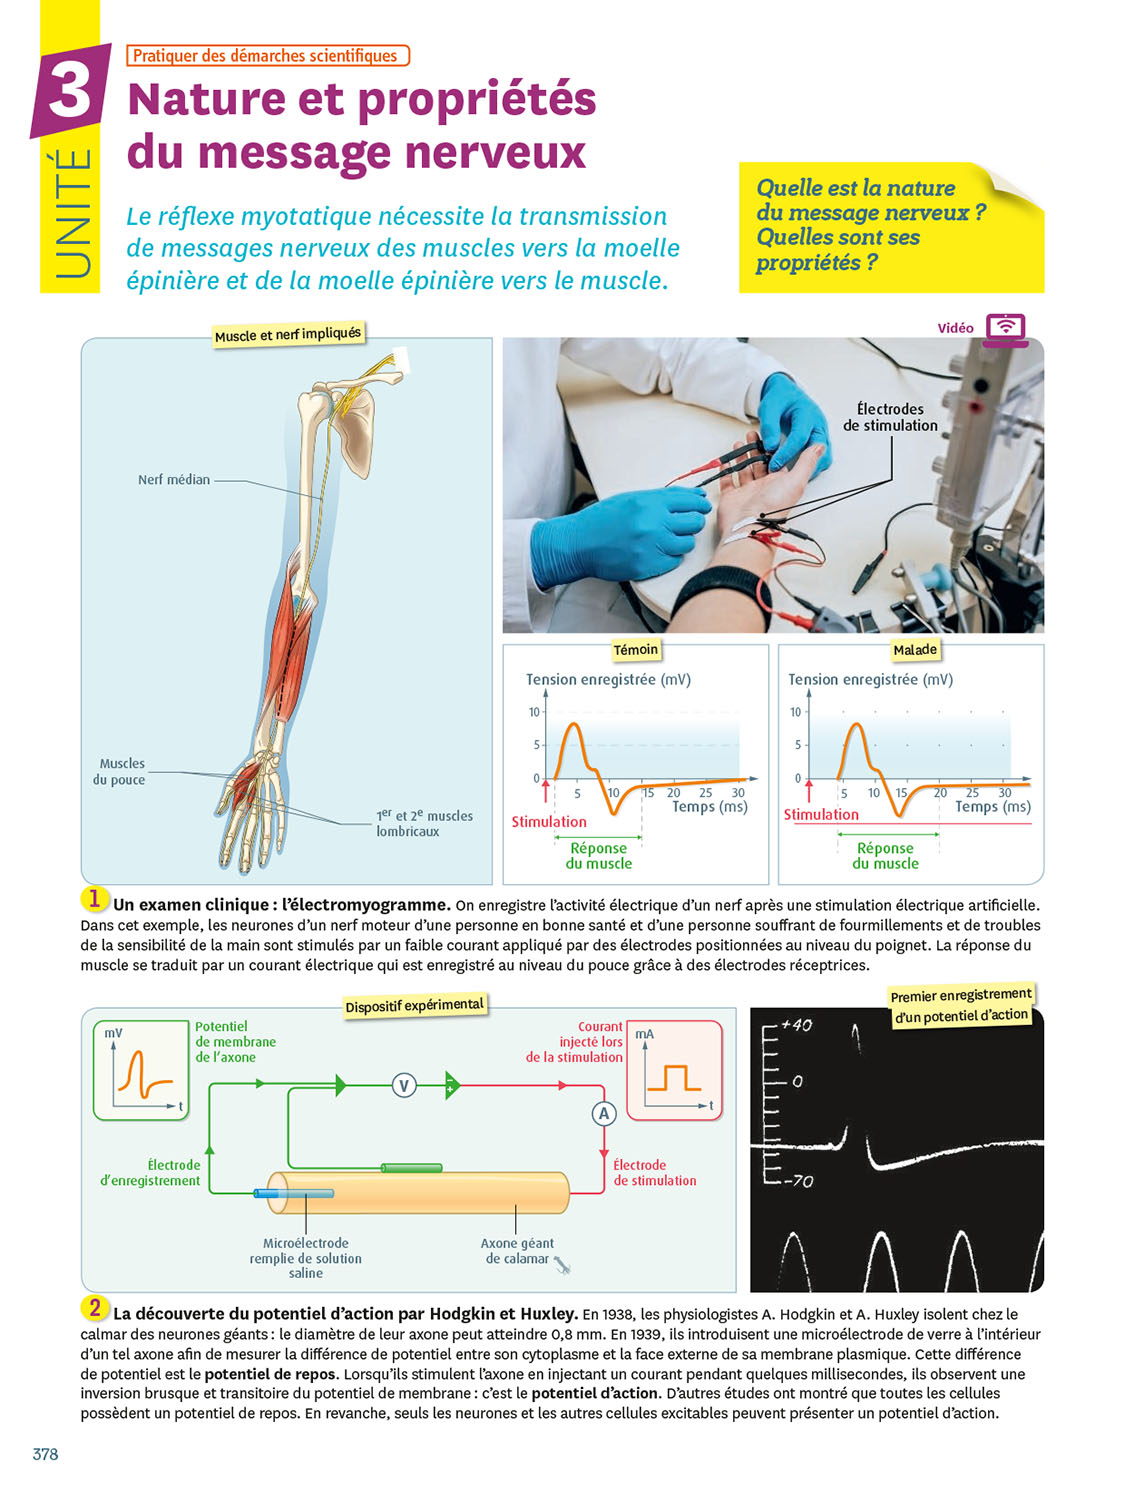 Pratiquer des démarches scientifiques
3
UNITÉ
Nature et propriétés
du message nerveux
Le réflexe myotatique nécessite la transmission
de messages nerveux des muscles vers la moelle
épinière et de la moelle épinière vers le muscle.
Quelle est la nature
du message nerveux ?
Quelles sont ses
propriétés ?
Muscle et nerf impliqués
Nerf médian
Muscles
du pouce
1er et 2e muscles
lombricaux
Vidéo
Électrodes
de stimulation
Témoin
Tension enregistrée (mV)
10
5
0
5 10 15 20 25 30
Temps (ms)
Stimulation
Réponse
du muscle
Malade
Tension enregistrée (mV)
10
5
0
5 10 15 20 25 30
Temps (ms)
Stimulation
Réponse
du muscle
1 Un examen clinique : l'électromyogramme. On enregistre l'activité électrique d'un nerf après une stimulation électrique artificielle.
Dans cet exemple, les neurones d'un nerf moteur d'une personne en bonne santé et d'une personne souffrant de fourmillements et de troubles
de la sensibilité de la main sont stimulés par un faible courant appliqué par des électrodes positionnées au niveau du poignet. La réponse du
muscle se traduit par un courant électrique qui est enregistré au niveau du pouce grâce à des électrodes réceptrices.
Dispositif expérimental
mV
t
Potentiel
de membrane
de l'axone
Courant
injecté lors
de la stimulation
mA
t
V
- +
A
Électrode
d'enregistrement
Électrode
de stimulation
Microélectrode
remplie de solution
saline
Axone géant
de calamar
Premier enregistrement
d'un potentiel d'action
+40
0
-70
2 La découverte du potentiel d'action par Hodgkin et Huxley. En 1938, les physiologistes A. Hodgkin et A. Huxley isolent chez le
calmar des neurones géants : le diamètre de leur axone peut atteindre 0,8 mm. En 1939, ils introduisent une microélectrode de verre à l'intérieur
d'un tel axone afin de mesurer la différence de potentiel entre son cytoplasme et la face externe de sa membrane plasmique. Cette différence
de potentiel est le potentiel de repos. Lorsqu'ils stimulent l'axone en injectant un courant pendant quelques millisecondes, ils observent une
inversion brusque et transitoire du potentiel de membrane : c'est le potentiel d'action. D'autres études ont montré que toutes les cellules
possèdent un potentiel de repos. En revanche, seuls les neurones et les autres cellules excitables peuvent présenter un potentiel d'action.
378